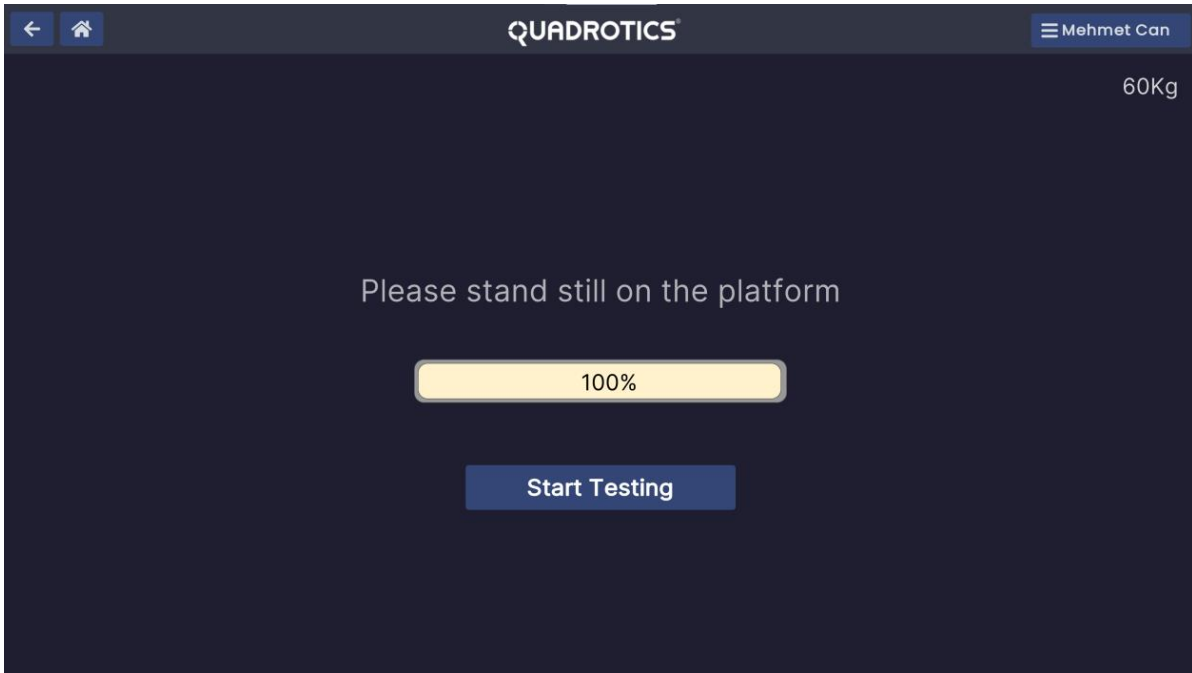 QUADROTICS®
Mehmet Can
60Kg
Please stand still on the platform
100%
Start Testing